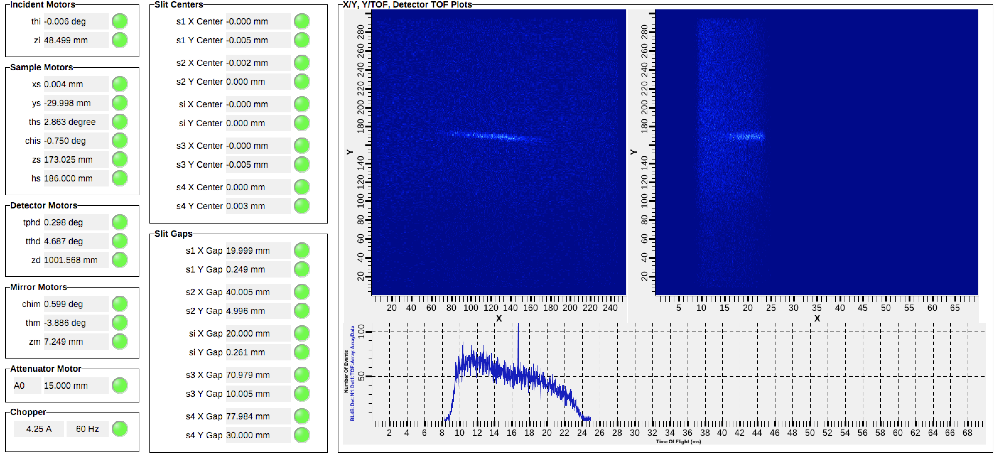 Incident Motors
thi -0.006 deg
zi 48.499 mm
Sample Motors
xs 0.004 mm
ys -29.998 mm
ths 2.863 degree
chis -0.750 deg
zs 173.025 mm
hs 186.000 mm
Detector Motors
tphd 0.298 deg
tthd 4.687 deg
zd 1001.568 mm
Mirror Motors
chim 0.599 deg
thm -3.886 deg
zm 7.249 mm
Attenuator Motor
A0 15.000 mm
Chopper
4.25 A 60 Hz
Slit Centers
s1 X Center -0.000 mm
s1 Y Center -0.005 mm
s2 X Center -0.002 mm
s2 Y Center 0.000 mm
si X Center -0.000 mm
si Y Center 0.000 mm
s3 X Center -0.000 mm
s3 Y Center -0.005 mm
s4 X Center 0.000 mm
s4 Y Center 0.003 mm
Slit Gaps
s1 X Gap 19.999 mm
s1 Y Gap 0.249 mm
s2 X Gap 40.005 mm
s2 Y Gap 4.996 mm
si X Gap 20.000 mm
si Y Gap 0.261 mm
s3 X Gap 70.979 mm
s3 Y Gap 10.005 mm
s4 X Gap 77.984 mm
s4 Y Gap 30.000 mm
X/Y, Y/TOF, Detector TOF Plots
Y
280
260
240
220
200
180
140
120
100
80
60
40
20
20 40 60 80 100 120 140 160 180 200 220 240
X
Y
280
260
240
220
200
180
140
120
100
80
60
40
20
5 10 15 20 25 30 35 40 45 50 55 60 65
X
Number Of Events
BL4B:Det:N1:Det1:TOF:Array:ArrayData
100
50
2 4 6 8 10 12 14 16 18 20 22 24 26 28 30 32 34 36 38 40 42 44 46 48 50 52 54 56 58 60 62 64 66 68
Time Of Flight (ms)